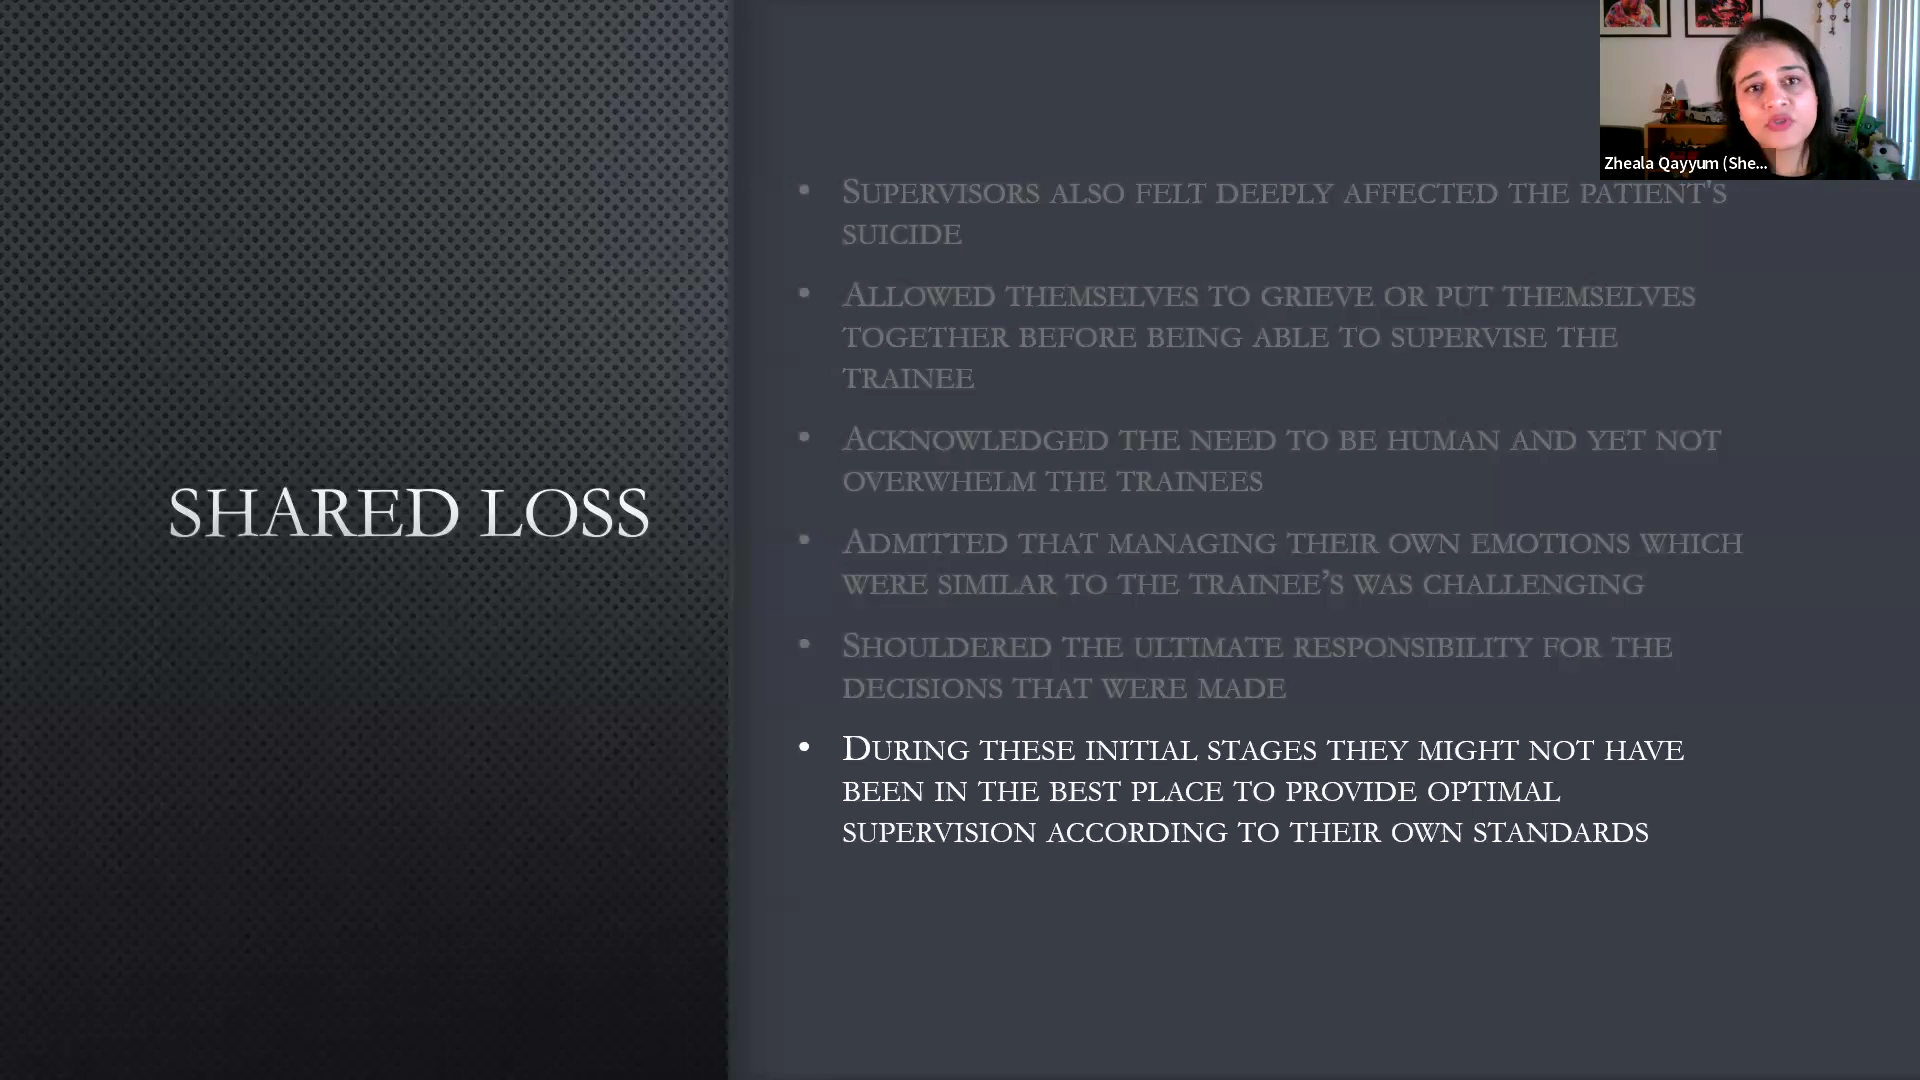 Zheala Qayyum (She...
SHARED LOSS
• SUPERVISORS ALSO FELT DEEPLY AFFECTED THE PATIENT'S
SUICIDE
• ALLOWED THEMSELVES TO GRIEVE OR PUT THEMSELVES
TOGETHER BEFORE BEING ABLE TO SUPERVISE THE
TRAINEE
• ACKNOWLEDGED THE NEED TO BE HUMAN AND YET NOT
OVERWHELM THE TRAINEES
• ADMITTED THAT MANAGING THEIR OWN EMOTIONS WHICH
WERE SIMILAR TO THE TRAINEE’S WAS CHALLENGING
• SHOULDERED THE ULTIMATE RESPONSIBILITY FOR THE
DECISIONS THAT WERE MADE
• DURING THESE INITIAL STAGES THEY MIGHT NOT HAVE
BEEN IN THE BEST PLACE TO PROVIDE OPTIMAL
SUPERVISION ACCORDING TO THEIR OWN STANDARDS